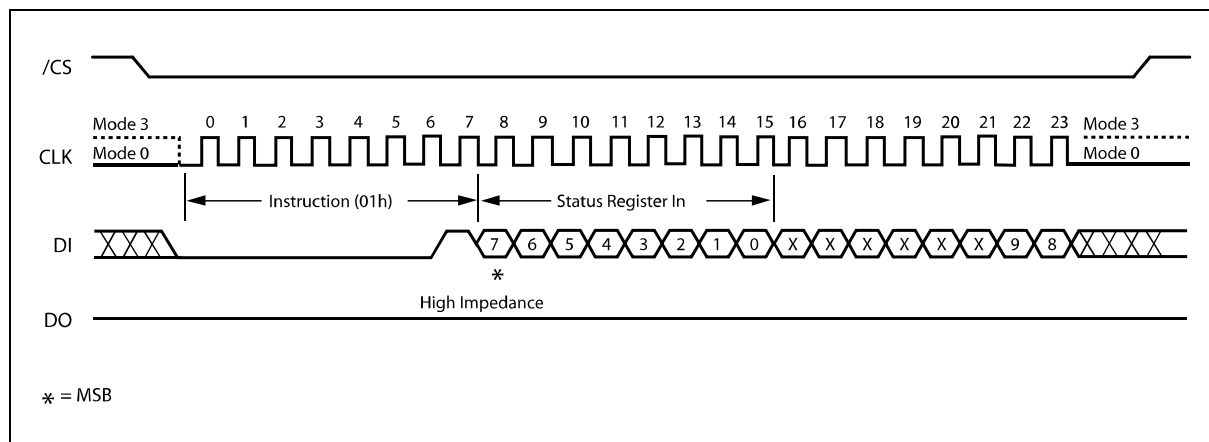 /CS
Mode 3
0 1 2 3 4 5 6 7 8 9 10 11 12 13 14 15 16 17 18 19 20 21 22 23
Mode 3
CLK
Mode 0
Mode 0
Instruction (01h)
Status Register In
DI
7 6 5 4 3 2 1 0 X X X X X X 9 8
*
High Impedance
DO
* = MSB